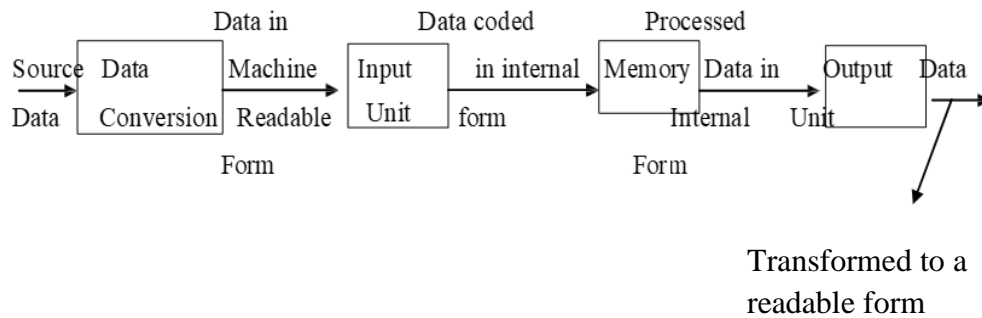 Data in Data coded Processed
Source Data Machine Input in internal Memory Data in Output Data
Data Conversion Readable Unit form Internal Unit
Form Form
Transformed to a
readable form